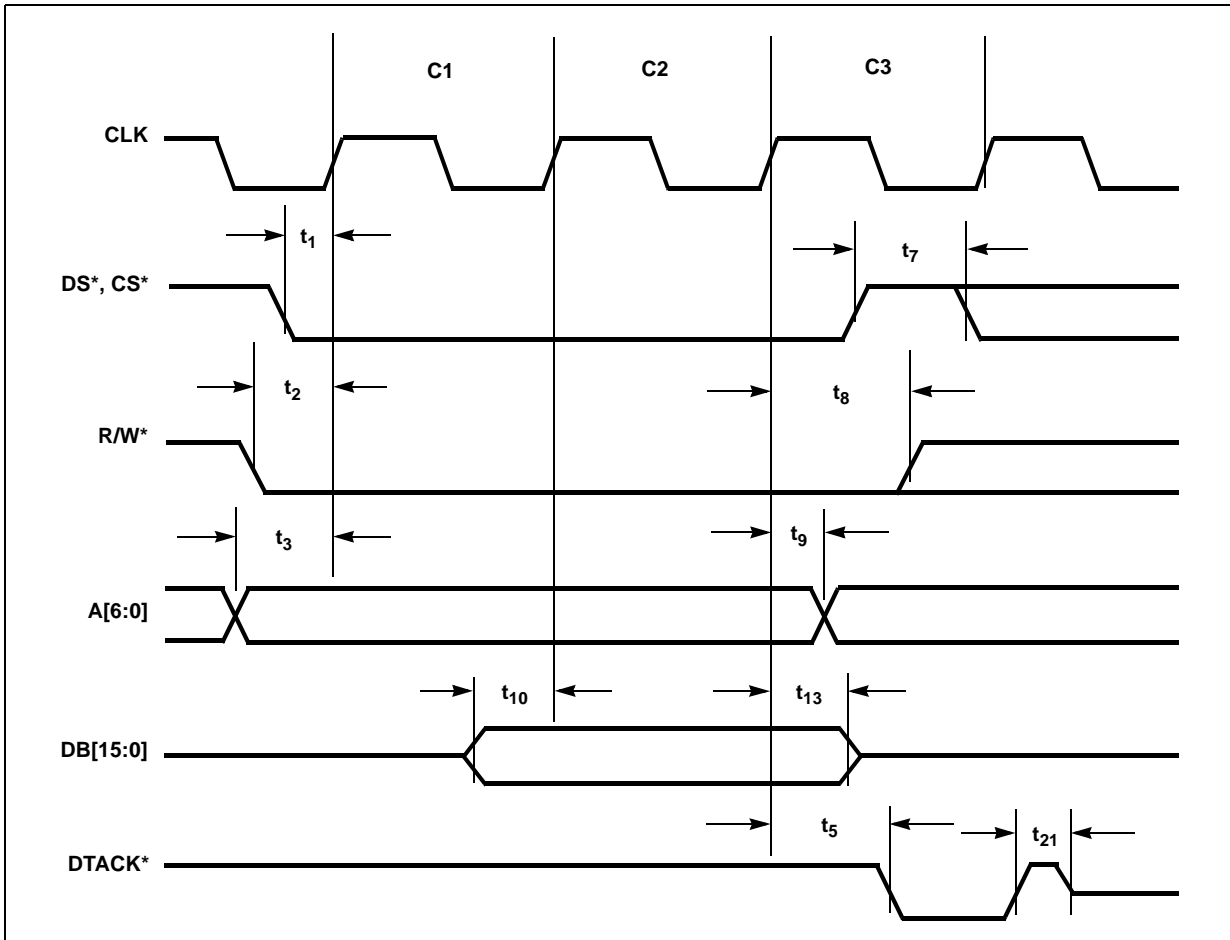 C1 C2 C3
CLK
t1 t7
DS*, CS*
t2 t8
R/W*
t3 t9
A[6:0]
t10 t13
DB[15:0]
t5 t21
DTACK*